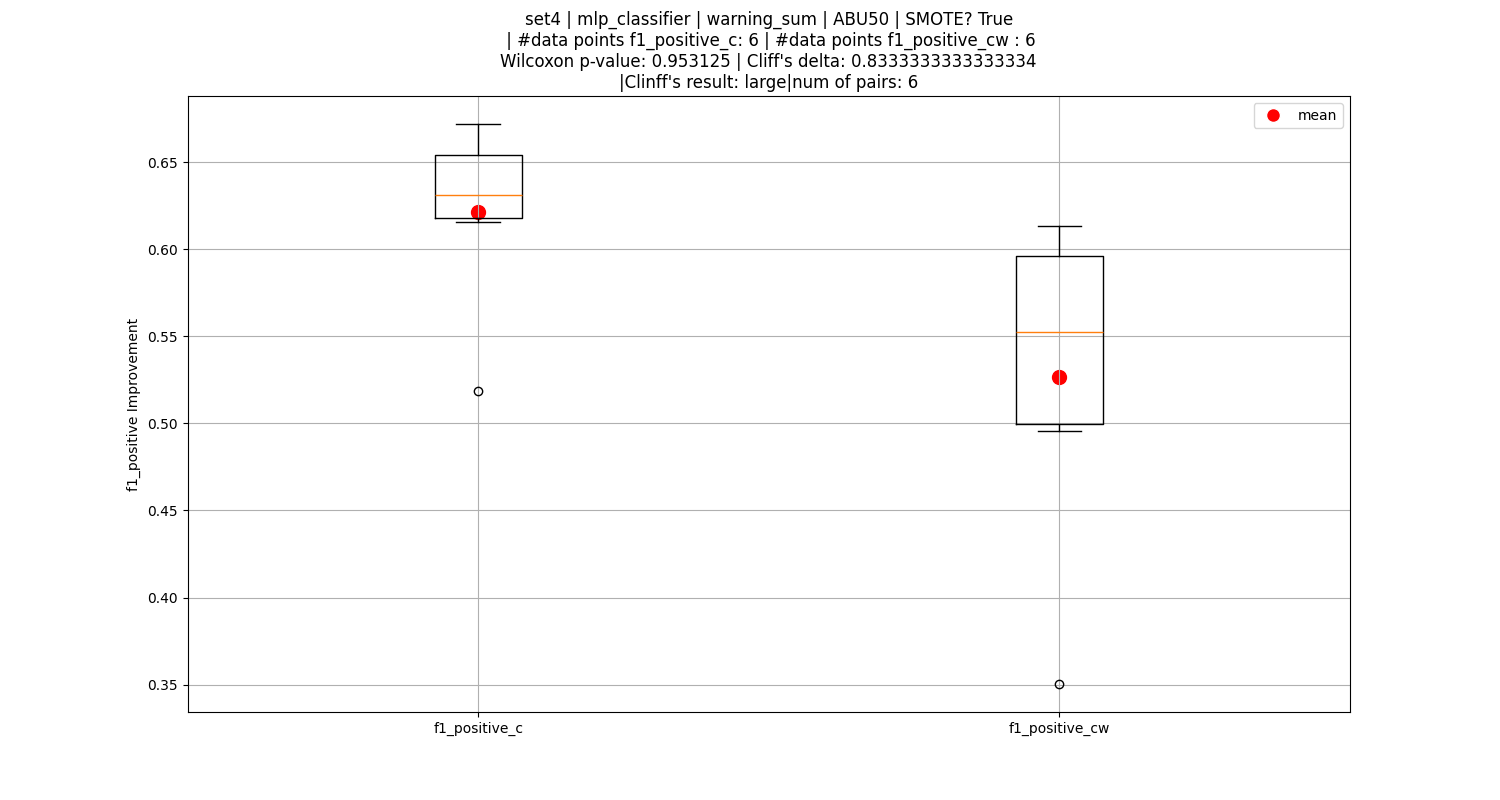 set4 | mlp_classifier | warning_sum | ABU50 | SMOTE? True
| #data points f1_positive_c: 6 | #data points f1_positive_cw : 6
Wilcoxon p-value: 0.953125 | Cliff's delta: 0.8333333333333334
|Clinff's result: large|num of pairs: 6
mean
0.65
0.60
0.55
0.50
0.45
0.40
0.35
f1_positive Improvement
f1_positive_c
f1_positive_cw